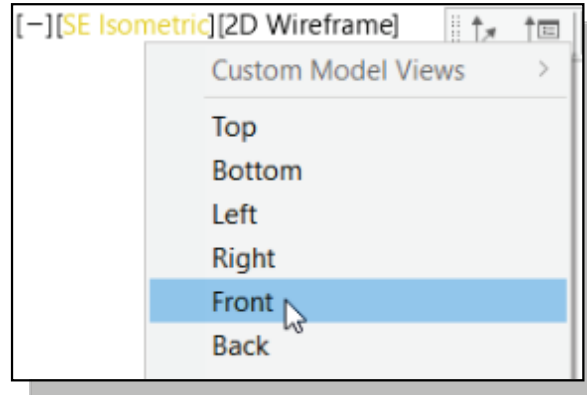 [−][SE Isometric][2D Wireframe]
Custom Model Views >
Top
Bottom
Left
Right
Front
Back